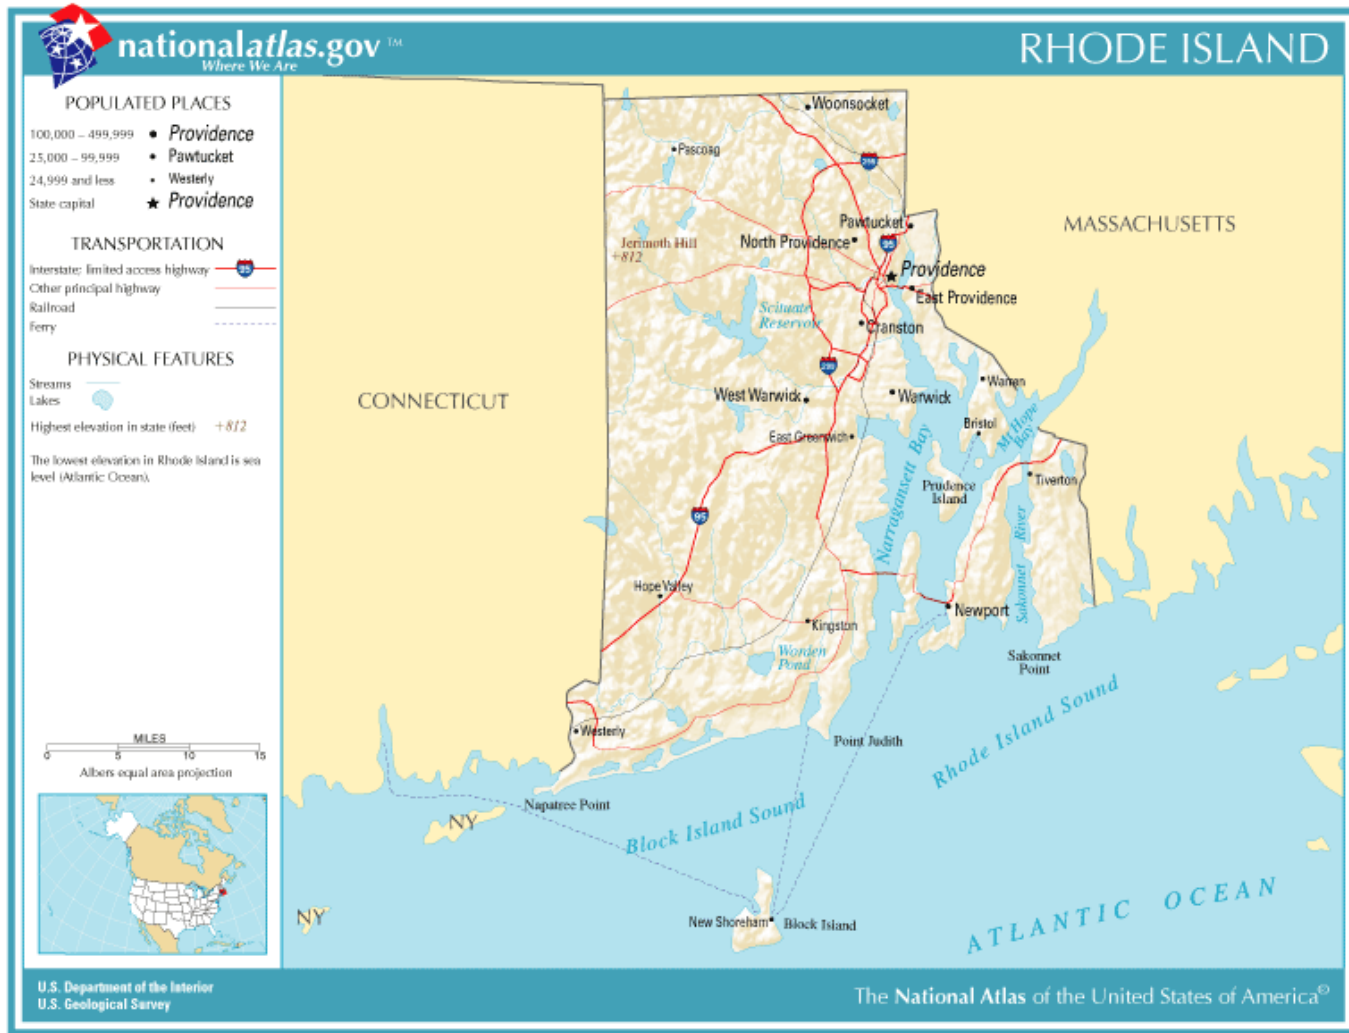 nationalatlas.gov ™
Where We Are
RHODE ISLAND
POPULATED PLACES
100,000 – 499,999 Providence
25,000 – 99,999 Pawtucket
24,999 and less Westerly
State capital Providence
TRANSPORTATION
Interstate; limited access highway 95
Other principal highway
Railroad
Ferry
PHYSICAL FEATURES
Streams
Lakes
Highest elevation in state (feet) +812
The lowest elevation in Rhode Island is sea
level (Atlantic Ocean).
MILES
0 5 10 15
Albers equal area projection
Woonsocket
Pascoag
295
Pawtucket
MASSACHUSETTS
North Providence
95
Jerimoth Hill
+812
Providence
East Providence
Scituate
Reservoir
Cranston
295
CONNECTICUT
West Warwick
Warwick
Warren
East Greenwich
Bristol
Mt Hope
Bay
Narragansett Bay
Prudence
Island
Tiverton
95
Sakonnet River
Hope Valley
Newport
Kingston
Worden
Pond
Sakonnet
Point
Westerly
Point Judith
Rhode Island Sound
Napatree Point
Block Island Sound
NY
NY
New Shoreham
Block Island
ATLANTIC OCEAN
U.S. Department of the Interior
U.S. Geological Survey
The National Atlas of the United States of America®